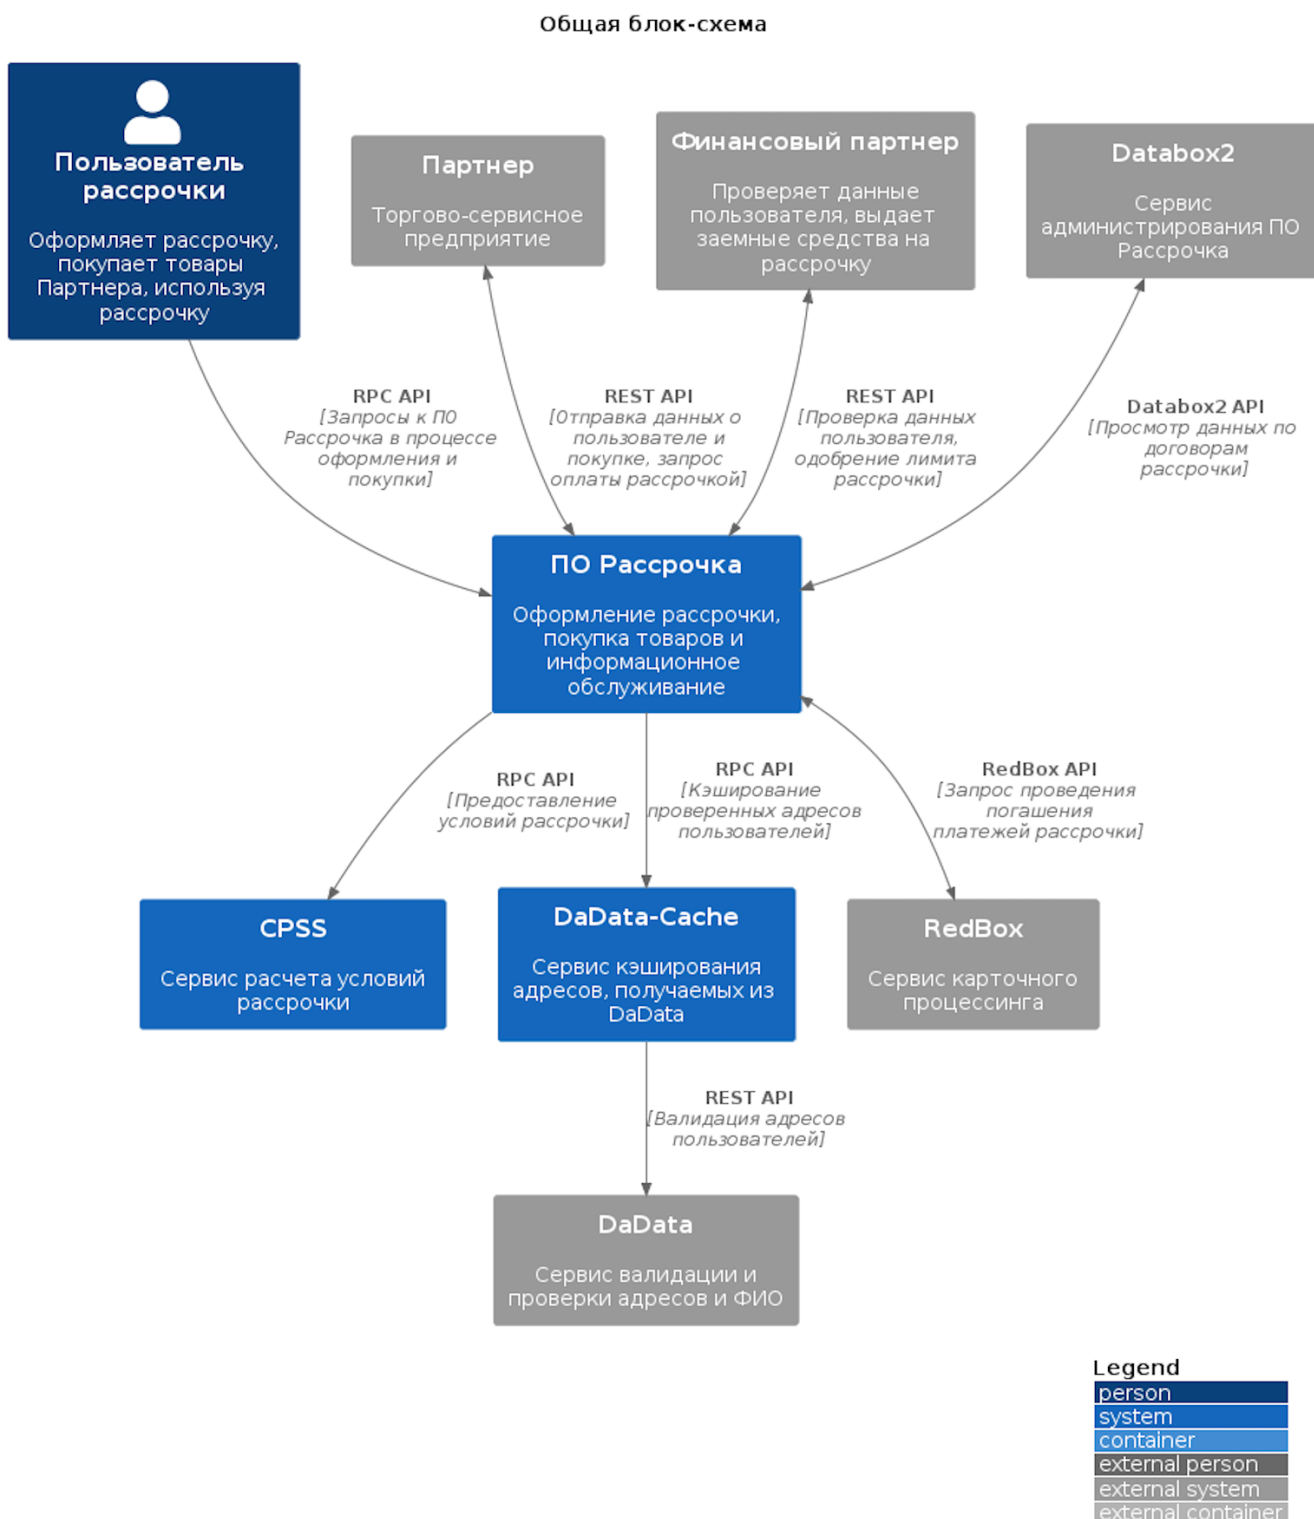 Общая блок-схема
Пользователь
рассрочки
Оформляет рассрочку,
покупает товары
Партнера, используя
рассрочку
Партнер
Торгово-сервисное
предприятие
Финансовый партнер
Проверяет данные
пользователя, выдает
заемные средства на
рассрочку
Databox2
Сервис
администрирования ПО
Рассрочка
RPC API
[Запросы к ПО
Рассрочка в процессе
оформления и
покупки]
REST API
[Отправка данных о
пользователе и
покупке, запрос
оплаты рассрочкой]
REST API
[Проверка данных
пользователя,
одобрение лимита
рассрочки]
Databox2 API
[Просмотр данных по
договорам
рассрочки]
ПО Рассрочка
Оформление рассрочки,
покупка товаров и
информационное
обслуживание
RPC API
[Предоставление
условий рассрочки]
RPC API
[Кэширование
проверенных адресов
пользователей]
RedBox API
[Запрос проведения
погашения
платежей рассрочки]
CPSS
Сервис расчета условий
рассрочки
DaData-Cache
Сервис кэширования
адресов, получаемых из
DaData
RedBox
Сервис карточного
процессинга
REST API
[Валидация адресов
пользователей]
DaData
Сервис валидации и
проверки адресов и ФИО
Legend
person
system
container
external person
external system
external container